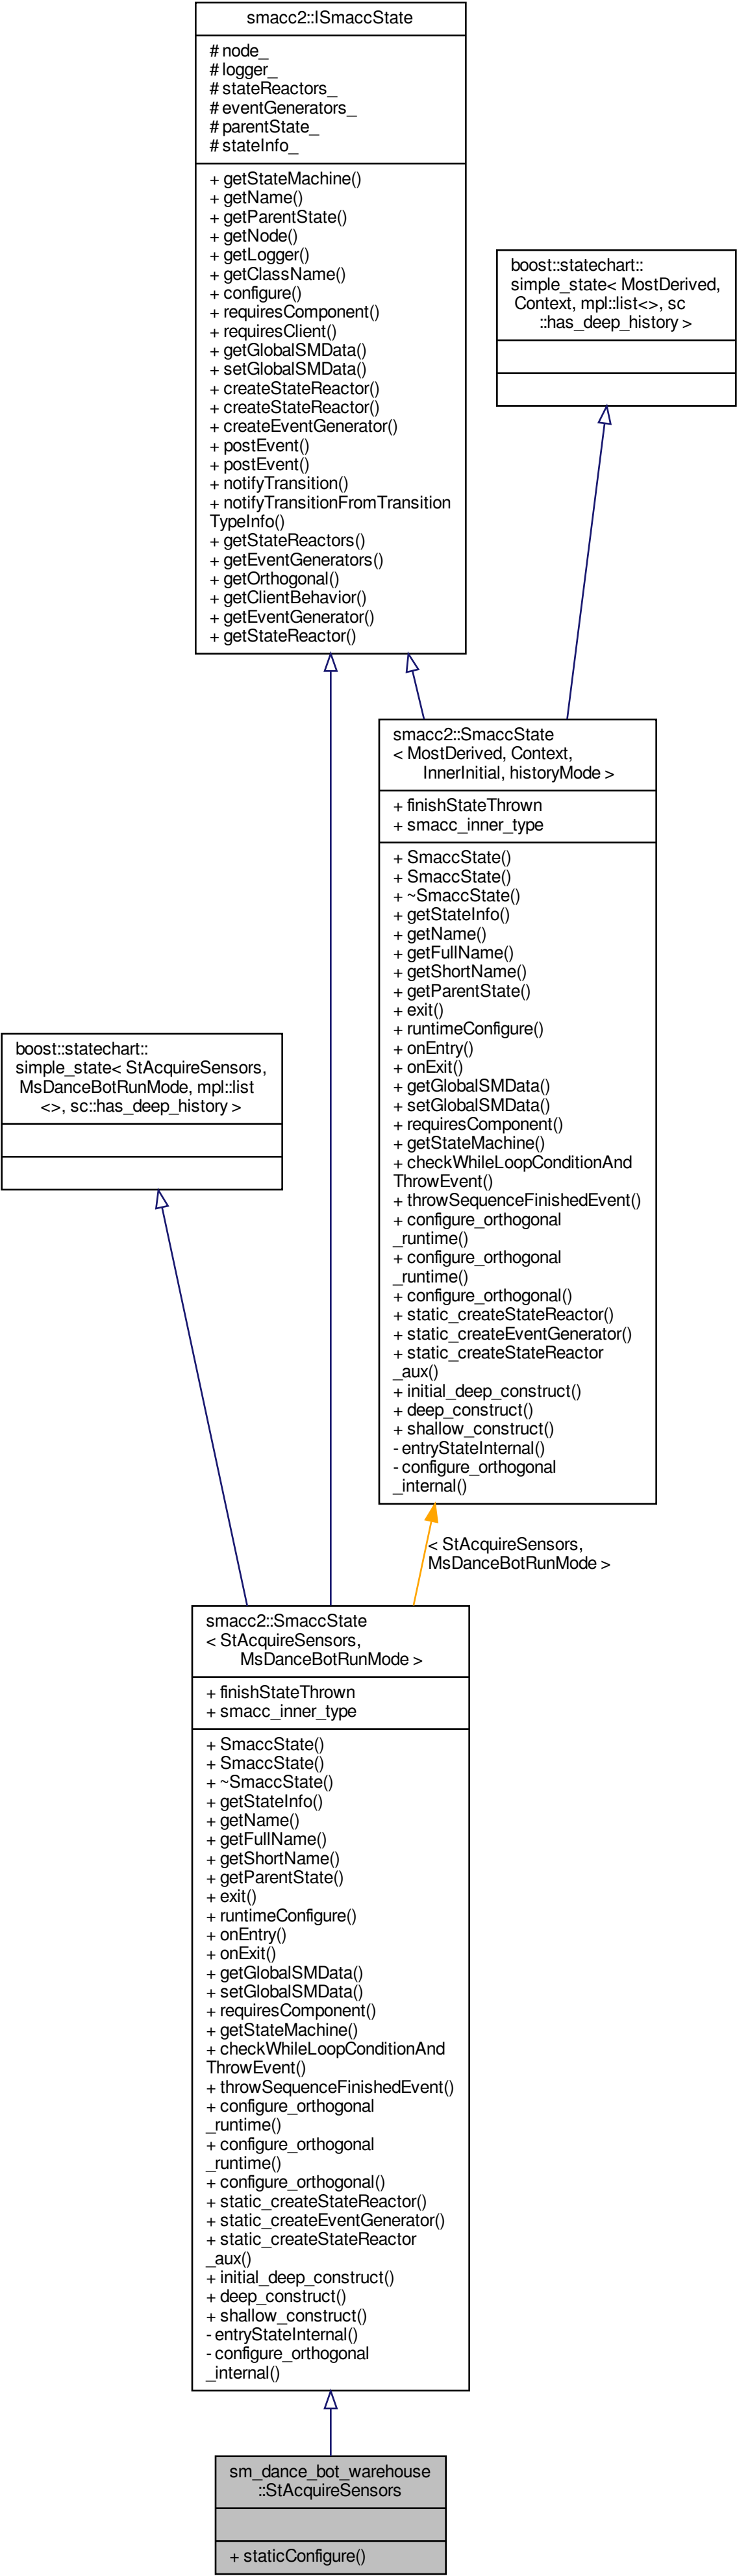 smacc2::ISmaccState
# node_
# logger_
# stateReactors_
# eventGenerators_
# parentState_
# stateInfo_
+ getStateMachine()
+ getName()
+ getParentState()
+ getNode()
+ getLogger()
+ getClassName()
+ configure()
+ requiresComponent()
+ requiresClient()
+ getGlobalSMData()
+ setGlobalSMData()
+ createStateReactor()
+ createStateReactor()
+ createEventGenerator()
+ postEvent()
+ postEvent()
+ notifyTransition()
+ notifyTransitionFromTransition
TypeInfo()
+ getStateReactors()
+ getEventGenerators()
+ getOrthogonal()
+ getClientBehavior()
+ getEventGenerator()
+ getStateReactor()
boost::statechart::
simple_state< MostDerived,
Context, mpl::list<>, sc
::has_deep_history >
smacc2::SmaccState
< MostDerived, Context,
InnerInitial, historyMode >
+ finishStateThrown
+ smacc_inner_type
+ SmaccState()
+ SmaccState()
+ ~SmaccState()
+ getStateInfo()
+ getName()
+ getFullName()
+ getShortName()
+ getParentState()
+ exit()
+ runtimeConfigure()
+ onEntry()
+ onExit()
+ getGlobalSMData()
+ setGlobalSMData()
+ requiresComponent()
+ getStateMachine()
+ checkWhileLoopConditionAnd
ThrowEvent()
+ throwSequenceFinishedEvent()
+ configure_orthogonal
_runtime()
+ configure_orthogonal
_runtime()
+ configure_orthogonal()
+ static_createStateReactor()
+ static_createEventGenerator()
+ static_createStateReactor
_aux()
+ initial_deep_construct()
+ deep_construct()
+ shallow_construct()
- entryStateInternal()
- configure_orthogonal
_internal()
boost::statechart::
simple_state< StAcquireSensors,
MsDanceBotRunMode, mpl::list
<>, sc::has_deep_history >
< StAcquireSensors,
MsDanceBotRunMode >
smacc2::SmaccState
< StAcquireSensors,
MsDanceBotRunMode >
+ finishStateThrown
+ smacc_inner_type
+ SmaccState()
+ SmaccState()
+ ~SmaccState()
+ getStateInfo()
+ getName()
+ getFullName()
+ getShortName()
+ getParentState()
+ exit()
+ runtimeConfigure()
+ onEntry()
+ onExit()
+ getGlobalSMData()
+ setGlobalSMData()
+ requiresComponent()
+ getStateMachine()
+ checkWhileLoopConditionAnd
ThrowEvent()
+ throwSequenceFinishedEvent()
+ configure_orthogonal
_runtime()
+ configure_orthogonal
_runtime()
+ configure_orthogonal()
+ static_createStateReactor()
+ static_createEventGenerator()
+ static_createStateReactor
_aux()
+ initial_deep_construct()
+ deep_construct()
+ shallow_construct()
- entryStateInternal()
- configure_orthogonal
_internal()
sm_dance_bot_warehouse
::StAcquireSensors
+ staticConfigure()